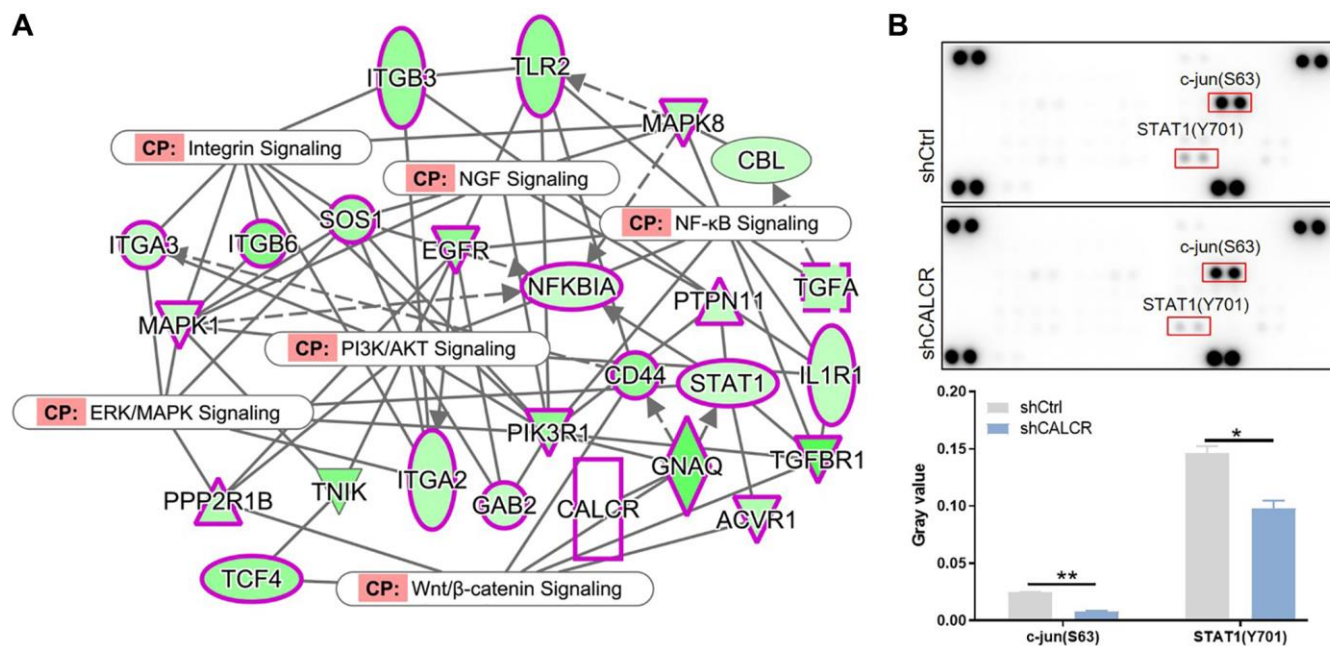 A
ITGB3
TLR2
MAPK8
CBL
CP: Integrin Signaling
CP: NGF Signaling
CP: NF-κB Signaling
ITGA3
ITGB6
SOS1
EGFR
NFKBIA
PTPN11
TGFA
MAPK1
CP: PI3K/AKT Signaling
CD44
STAT1
IL1R1
CP: ERK/MAPK Signaling
PIK3R1
GNAQ
TGFBR1
PPP2R1B
TNIK
ITGA2
GAB2
CALCR
ACVR1
TCF4
CP: Wnt/β-catenin Signaling
B
shCtrl
c-jun(S63)
STAT1(Y701)
shCALCR
c-jun(S63)
STAT1(Y701)
Gray value
0.20
0.15
0.10
0.05
0.00
shCtrl
shCALCR
**
*
c-jun(S63)
STAT1(Y701)